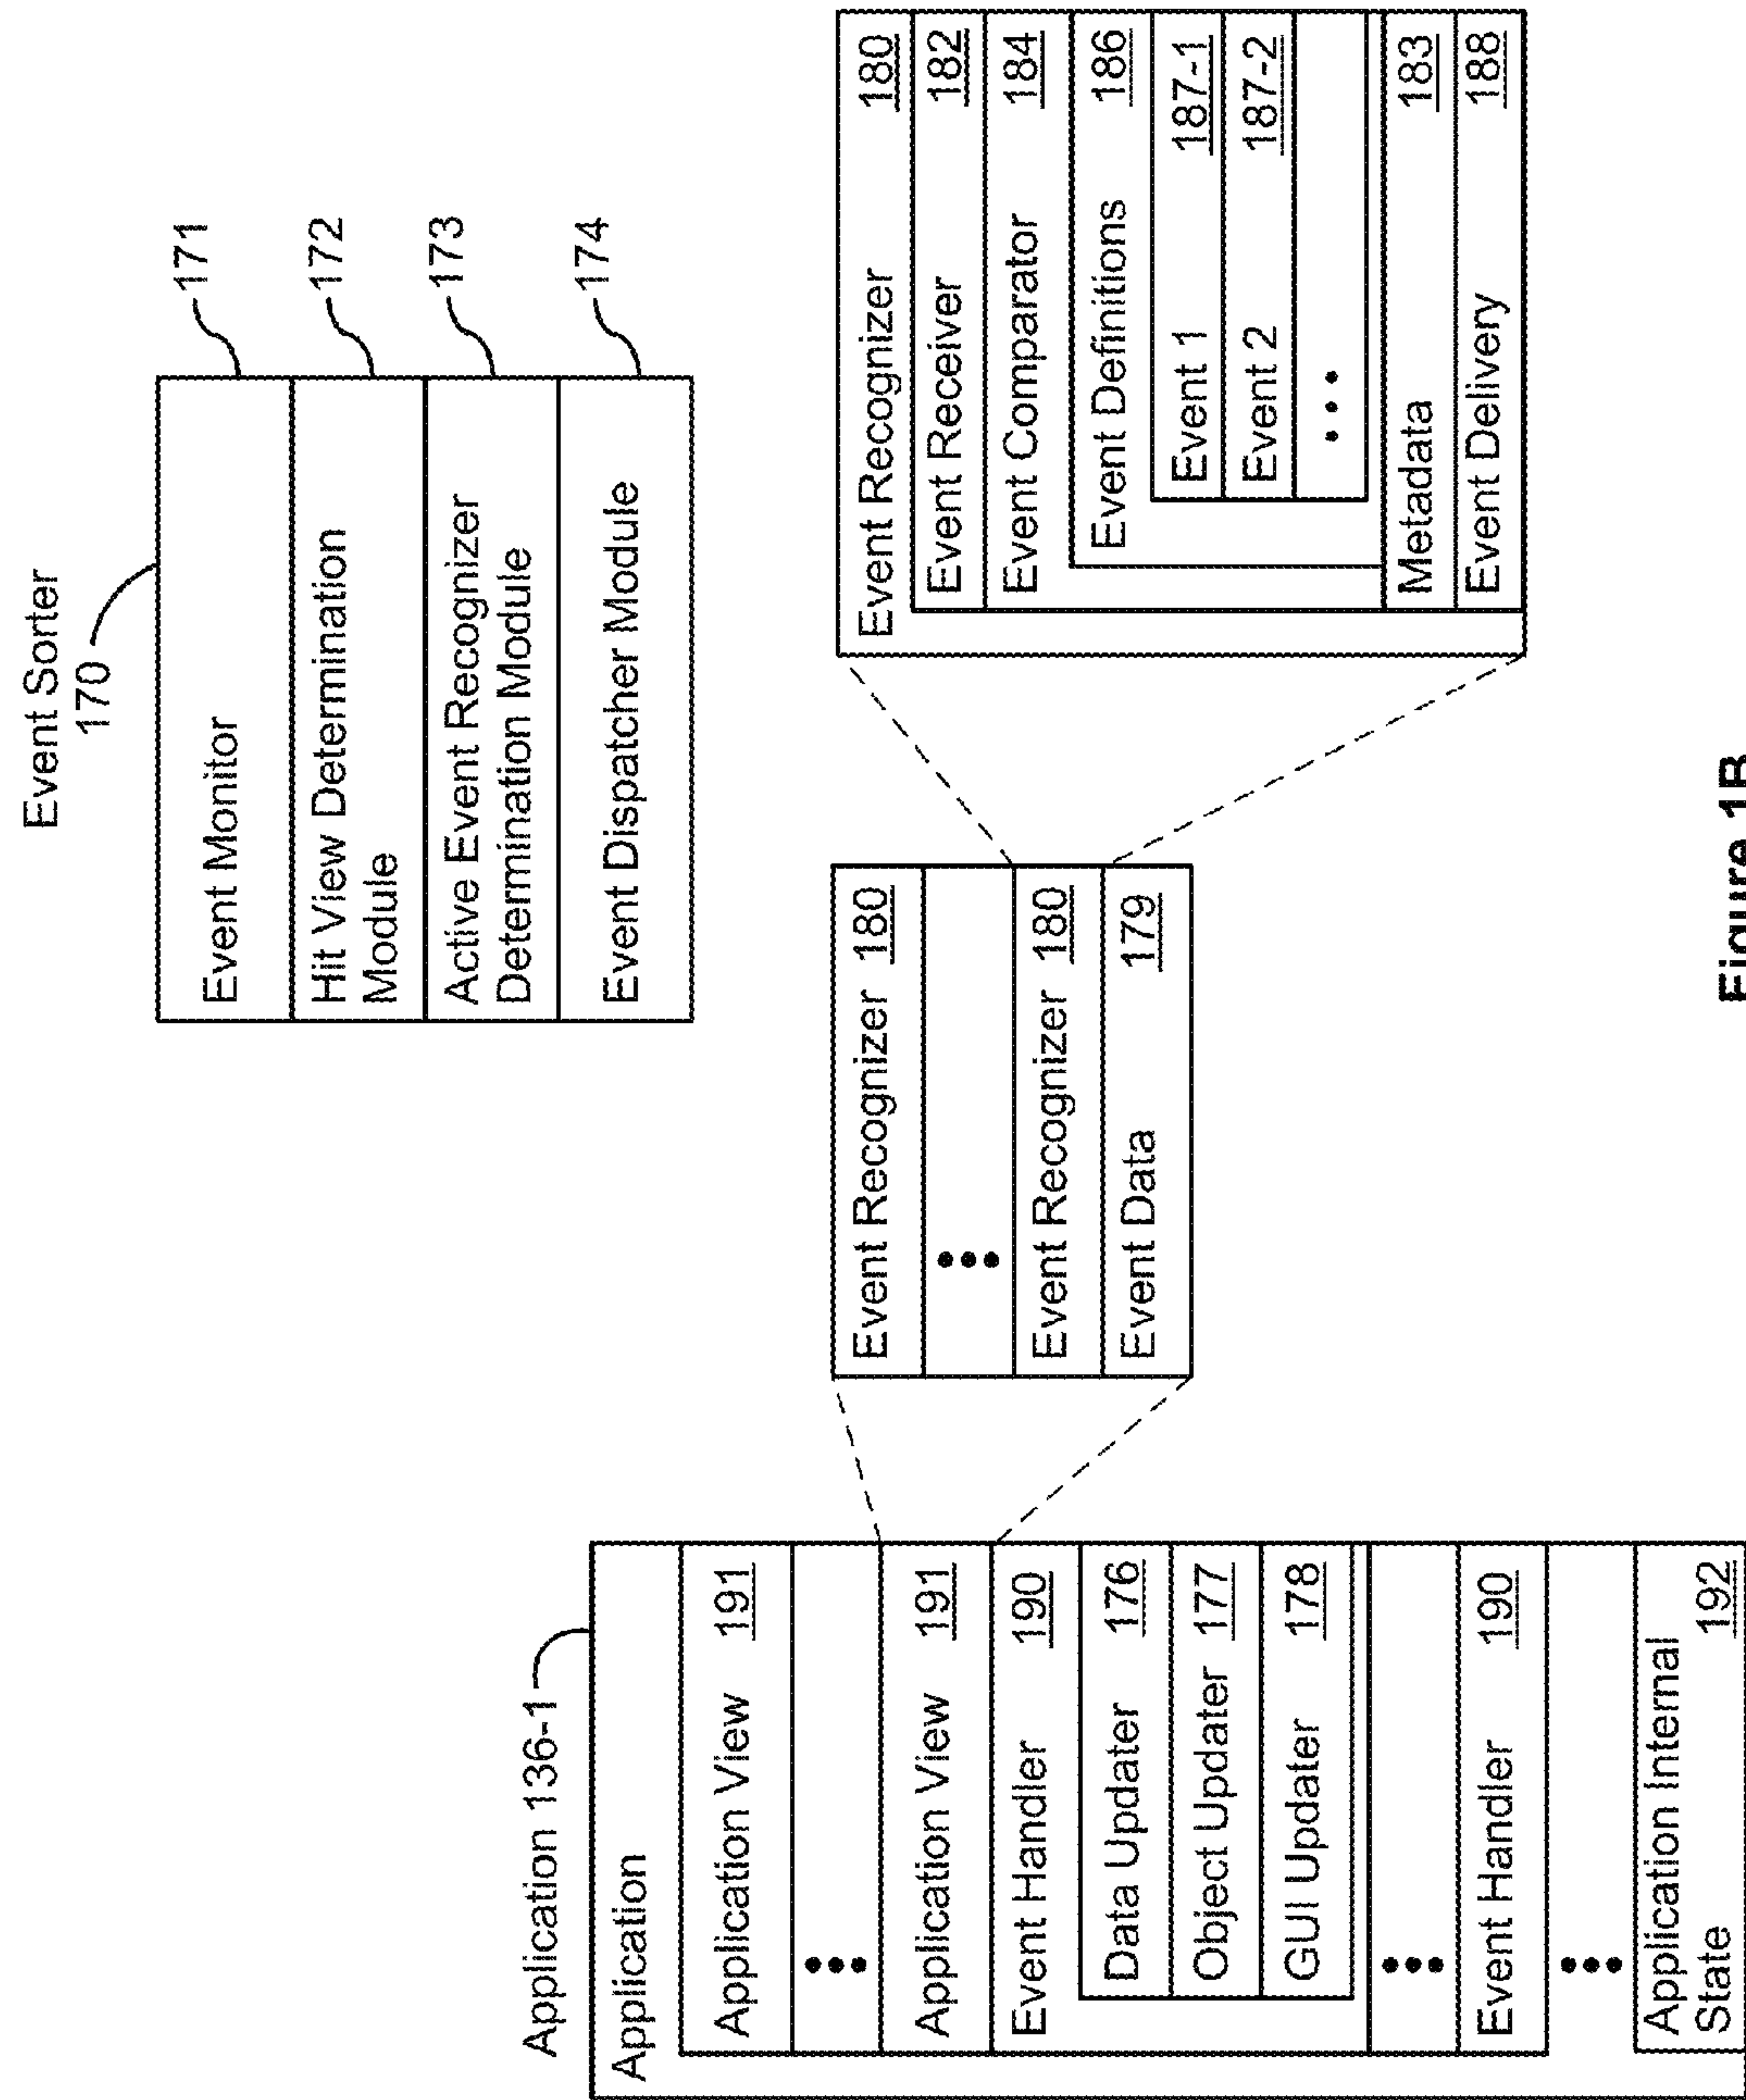 Event Sorter
170
Event Monitor
171
Hit View Determination
Module
172
Active Event Recognizer
Determination Module
173
Event Dispatcher Module
174
Application 136-1
Application
Application View 191
•••
Application View 191
Event Handler 190
Data Updater 176
Object Updater 177
GUI Updater 178
•••
Event Handler 190
•••
Application Internal
State 192
Event Recognizer 180
•••
Event Recognizer 180
Event Data 179
Event Recognizer 180
Event Receiver 182
Event Comparator 184
Event Definitions 186
Event 1 187-1
Event 2 187-2
•••
Metadata 183
Event Delivery 188
Figure 1B